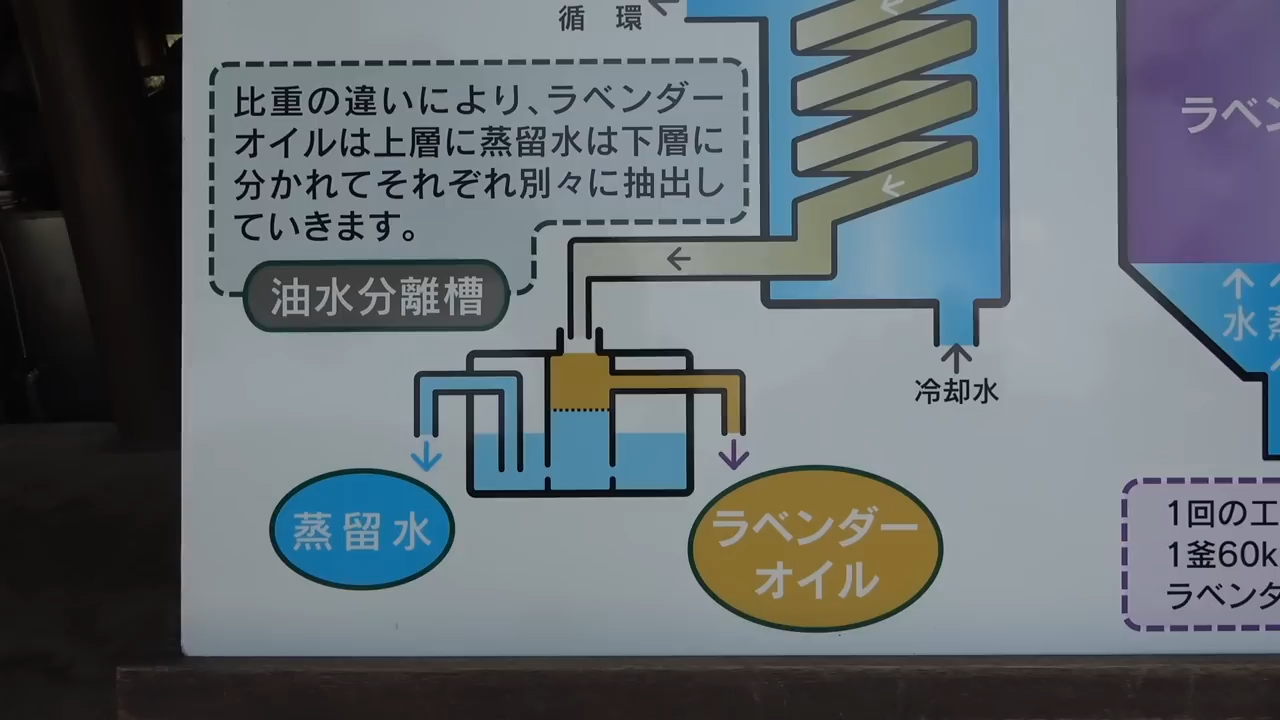 循環
比重の違いにより、ラベンダー
オイルは上層に蒸留水は下層に
分かれてそれぞれ別々に抽出し
ていきます。
油水分離槽
冷却水
蒸留水
ラベンダー
オイル
ラベン
水蒸
1回の工
1釜60k
ラベンダ